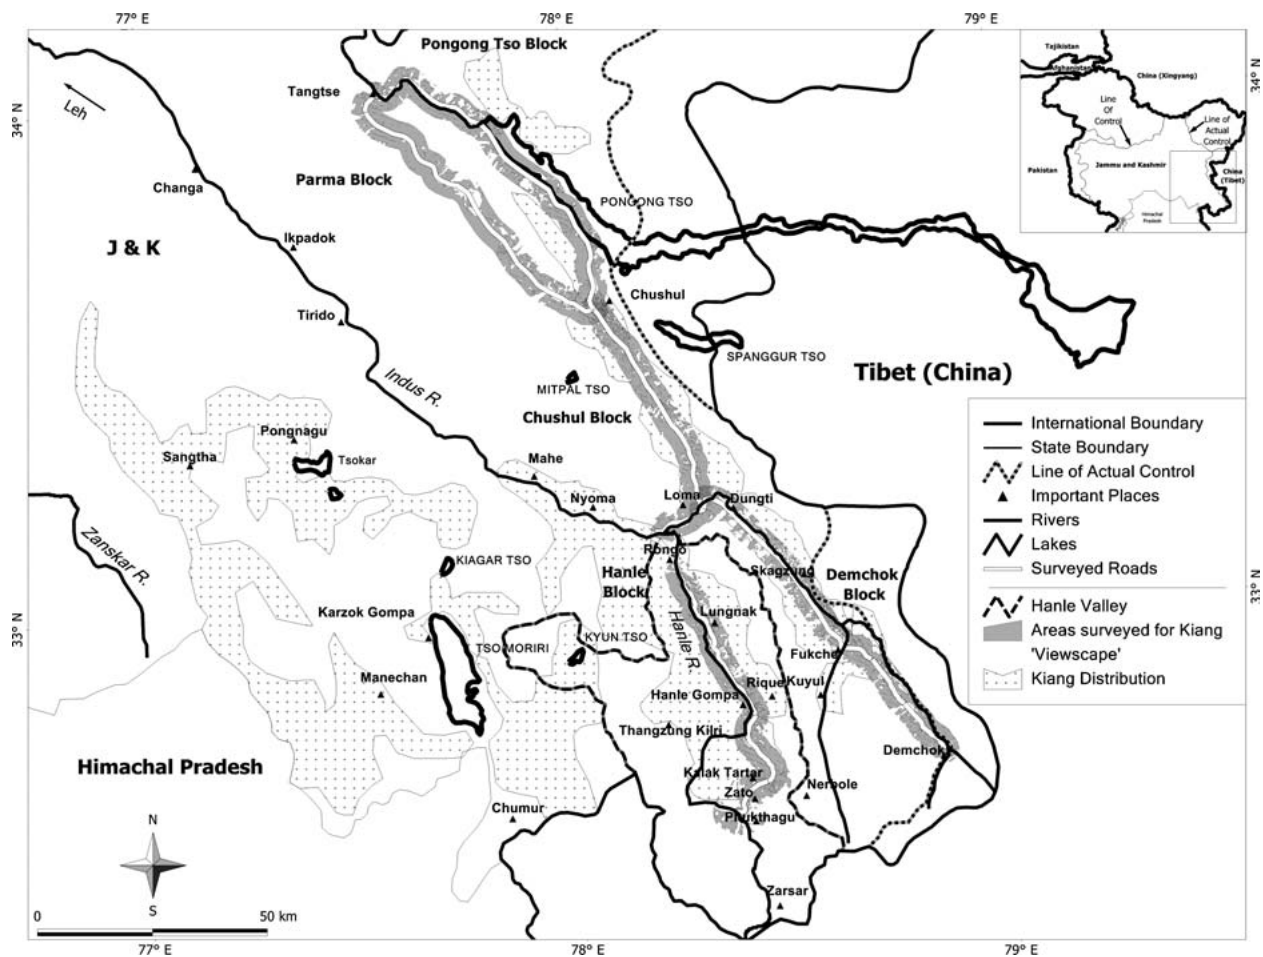 77° E
78° E
79° E
34° N
34° N
Pongong Tso Block
Tangtse
Leh
Parma Block
Changa
PONGONG TSO
Ikpadok
J & K
Tirido
Chushul
SPANGGUR TSO
Tibet (China)
Indus R.
MITPAL TSO
Chushul Block
Pongnagu
Sangtha
Tsokar
Mahe
Nyoma
Loma
Dungti
Zanskar R.
Rongo
KIAGAR TSO
Hanle
Block
Skagzung
Demchok
Block
33° N
33° N
Karzok Gompa
Lungnak
Hanle R.
KYUN TSO
TSO MORIRI
Fukche
Manechan
Hanle Gompa
Rique
Kuyul
Thangzung Kilri
Demchok
Himachal Pradesh
Kalak Tartar
Zato
Nerbole
Phukthagu
Chumur
Zarsar
N
S
0
50 km
77° E
78° E
79° E
Tajikistan
Afghanistan
China (Xingyang)
Line
Of
Control
Line of
Actual
Control
Pakistan
Jammu and Kashmir
China
(Tibet)
Himachal
Pradesh
International Boundary
State Boundary
Line of Actual Control
Important Places
Rivers
Lakes
Surveyed Roads
Hanle Valley
Areas surveyed for Kiang
'Viewscape'
Kiang Distribution